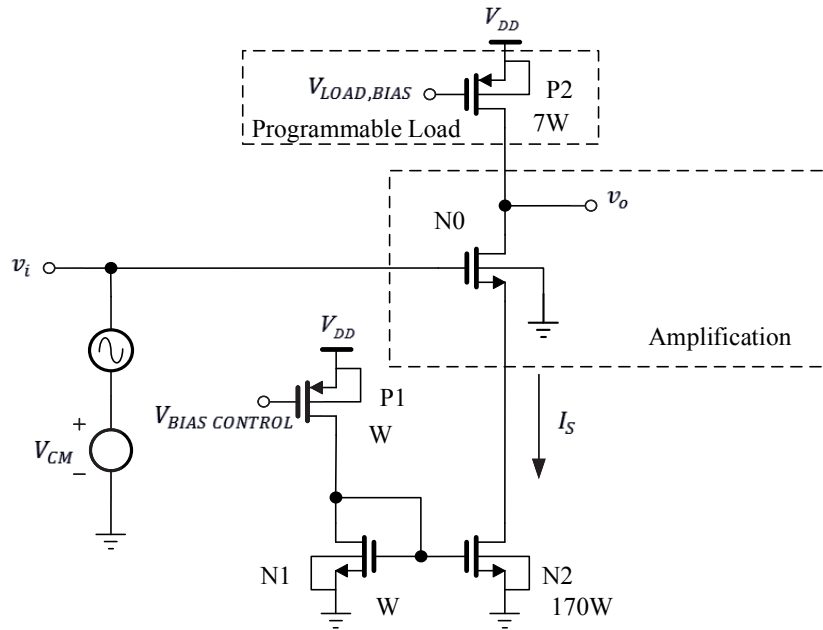 V_DD
V_LOAD,BIAS
P2
7W
Programmable Load
v_o
N0
v_i
Amplification
V_DD
V_BIAS CONTROL
P1
W
I_S
+
V_CM
−
N1
W
N2
170W